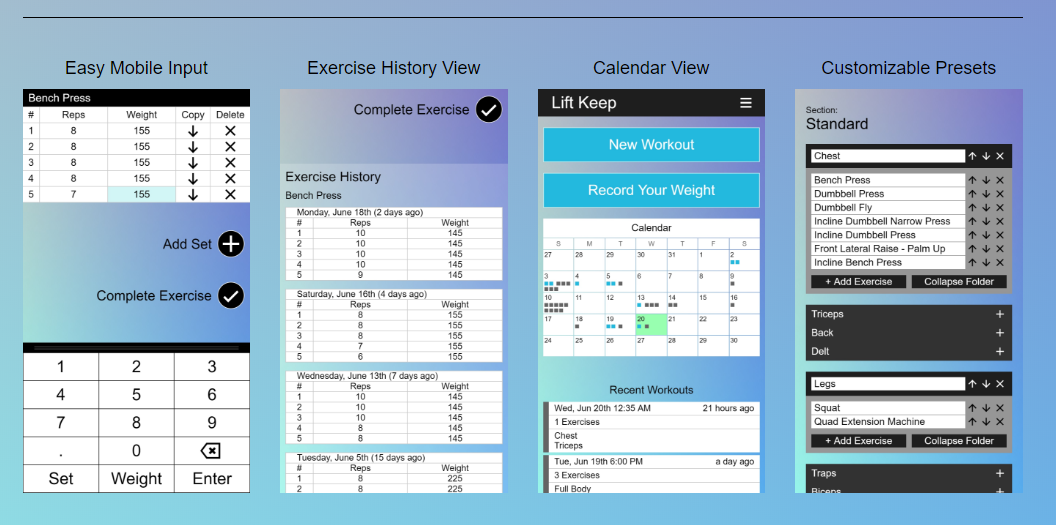 Easy Mobile Input
Bench Press
# Reps Weight Copy Delete
1 8 155
2 8 155
3 8 155
4 8 155
5 7 155
Add Set
Complete Exercise
1 2 3
4 5 6
7 8 9
. 0
Set Weight Enter
Exercise History View
Complete Exercise
Exercise History
Bench Press
Monday, June 18th (2 days ago)
# Reps Weight
1 10 145
2 10 145
3 10 145
4 10 145
5 9 145
Saturday, June 16th (4 days ago)
# Reps Weight
1 8 155
2 8 155
3 8 155
4 7 155
5 6 155
Wednesday, June 13th (7 days ago)
# Reps Weight
1 10 145
2 10 145
3 10 145
4 8 145
5 8 145
Tuesday, June 5th (15 days ago)
# Reps Weight
1 8 225
2 8 225
Calendar View
Lift Keep
New Workout
Record Your Weight
Calendar
S M T W T F S
27 28 29 30 31 1 2
3 4 5 6 7 8 9
10 11 12 13 14 15 16
17 18 19 20 21 22 23
24 25 26 27 28 29 30
Recent Workouts
Wed, Jun 20th 12:35 AM 21 hours ago
1 Exercises
Chest
Triceps
Tue, Jun 19th 6:00 PM a day ago
3 Exercises
Full Body
Customizable Presets
Section:
Standard
Chest
Bench Press
Dumbbell Press
Dumbbell Fly
Incline Dumbbell Narrow Press
Incline Dumbbell Press
Front Lateral Raise - Palm Up
Incline Bench Press
+ Add Exercise Collapse Folder
Triceps +
Back +
Delt +
Legs
Squat
Quad Extension Machine
+ Add Exercise Collapse Folder
Traps +
Biceps +